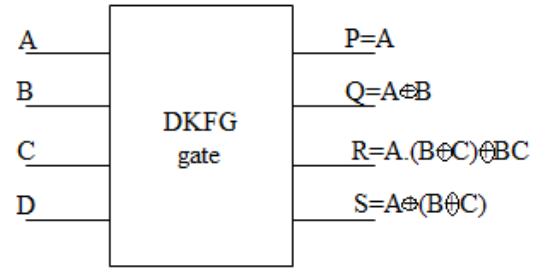 A
P=A
B
Q=A⊕B
DKFG
gate
C
R=A.(B⊕C)⊕BC
D
S=A⊕(B⊕C)